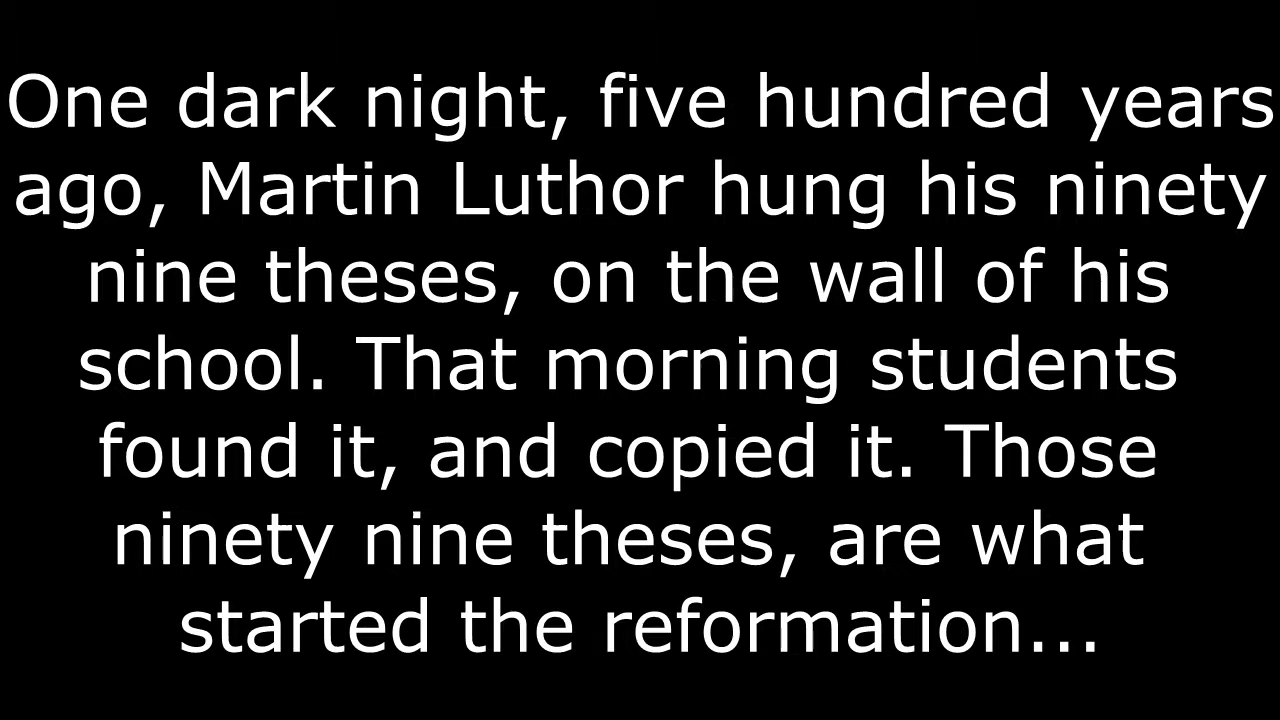 One dark night, five hundred years
ago, Martin Luthor hung his ninety
nine theses, on the wall of his
school. That morning students
found it, and copied it. Those
ninety nine theses, are what
started the reformation...